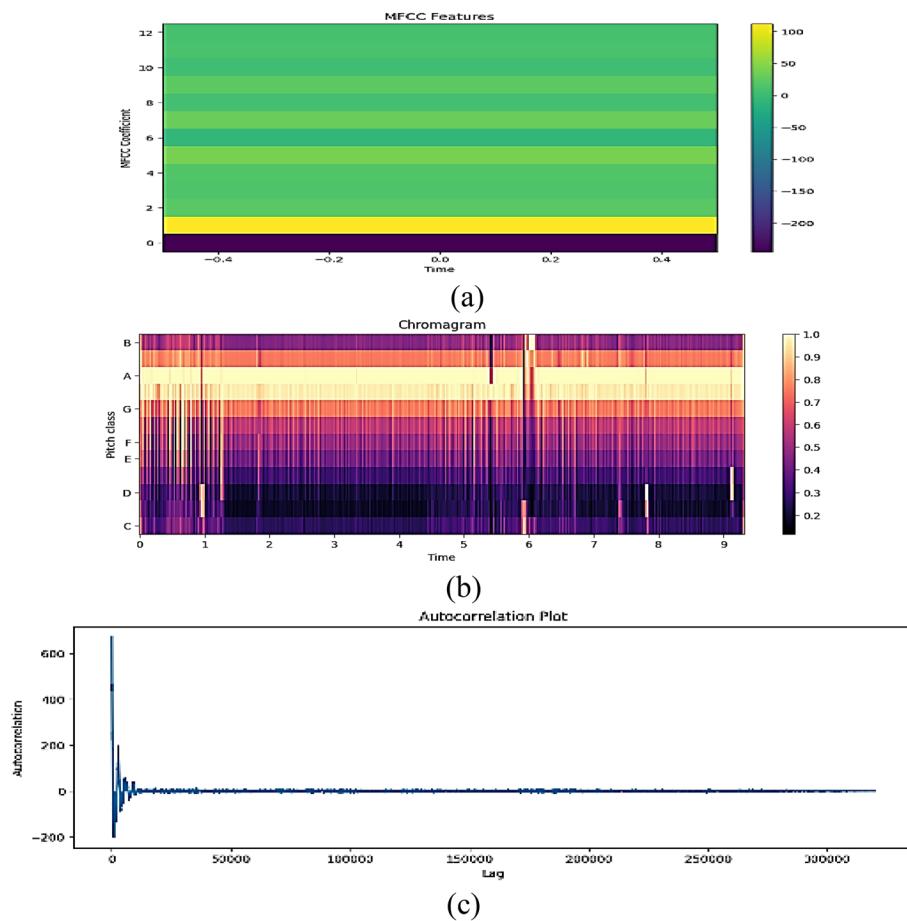 MFCC Features
12
10
8
6
4
2
0
MFCC Coefficient
−0.4 −0.2 0.0 0.2 0.4
Time
100
50
0
−50
−100
−150
−200
(a)
Chromagram
B
A
G
F
E
D
C
Pitch class
0 1 2 3 4 5 6 7 8 9
Time
1.0
0.9
0.8
0.7
0.6
0.5
0.4
0.3
0.2
(b)
Autocorrelation Plot
600
400
200
0
−200
Autocorrelation
0 50000 100000 150000 200000 250000 300000
Lag
(c)